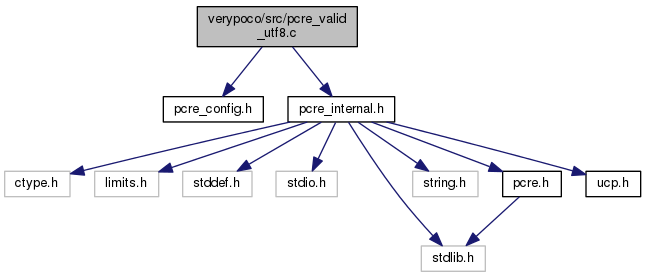 verypoco/src/pcre_valid
_utf8.c
pcre_config.h
pcre_internal.h
ctype.h
limits.h
stddef.h
stdio.h
string.h
pcre.h
ucp.h
stdlib.h